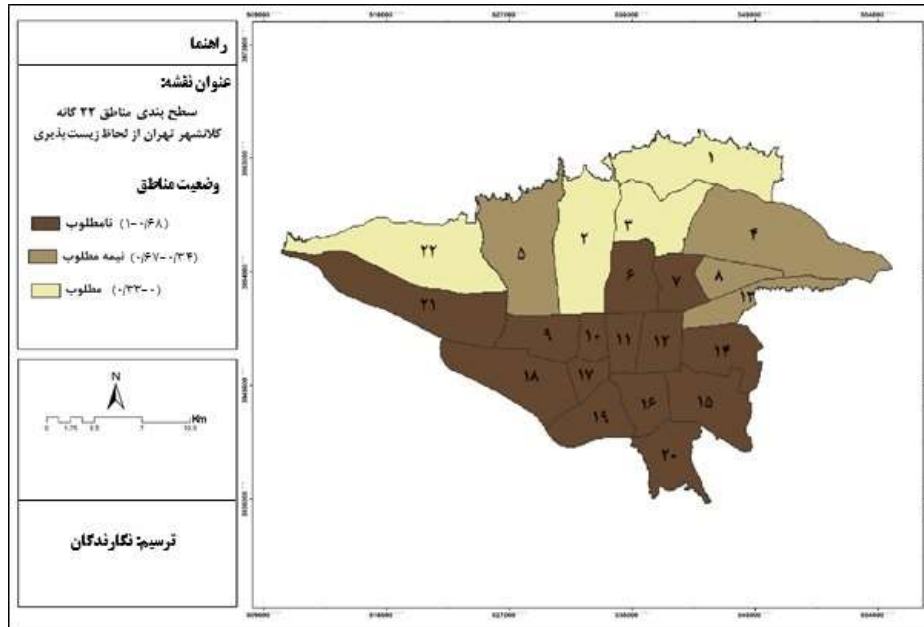 راهنما
عنوان نقشه:
سطح بندی مناطق ۲۲ گانه
کلانشهر تهران از لحاظ زیست‌پذیری
وضعیت مناطق
نامطلوب (۱-۰/۶۸)
نیمه مطلوب (۰/۶۷-۰/۳۴)
مطلوب (۰/۳۳-۰)
N
Km
ترسیم: نگارندگان
۱
۲
۳
۴
۵
۶
۷
۸
۲۲
۲۱
۱۳
۹
۱۰
۱۱
۱۲
۱۴
۱۸
۱۷
۱۹
۱۶
۱۵
۲۰